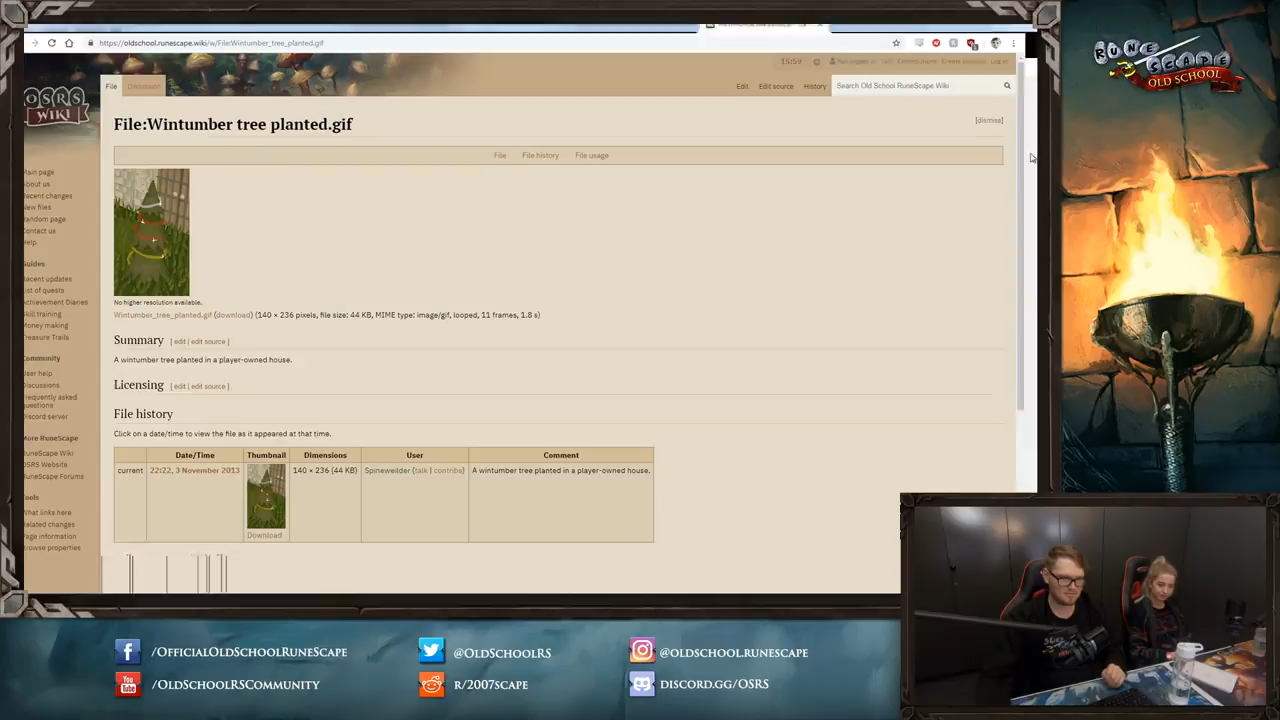 https://oldschool.runescape.wiki/w/File:Wintumber_tree_planted.gif
15:59
File
Discussion
Edit
Edit source
History
Search Old School RuneScape Wiki
OSRS
WIKI
File:Wintumber tree planted.gif
[dismiss]
File
File history
File usage
Main page
About us
Recent changes
New files
Random page
Contact us
Help
Guides
Recent updates
List of quests
Achievement Diaries
Skill training
Money making
Treasure Trails
Community
User help
Discussions
Frequently asked
questions
Discord server
More RuneScape
RuneScape Wiki
OSRS Website
RuneScape Forums
Tools
What links here
Related changes
Page information
Browse properties
No higher resolution available.
Wintumber_tree_planted.gif (download) (140 × 236 pixels, file size: 44 KB, MIME type: image/gif, looped, 11 frames, 1.8 s)
Summary [ edit | edit source ]
A wintumber tree planted in a player-owned house.
Licensing [ edit | edit source ]
File history
Click on a date/time to view the file as it appeared at that time.
Date/Time Thumbnail Dimensions User Comment
current 22:22, 3 November 2013 140 × 236 (44 KB) Spineweilder (talk | contribs) A wintumber tree planted in a player-owned house.
Download
RuneScape
OLD SCHOOL
/OfficialOldSchoolRuneScape
@OldSchoolRS
@oldschool.runescape
/OldSchoolRSCommunity
r/2007scape
discord.gg/OSRS